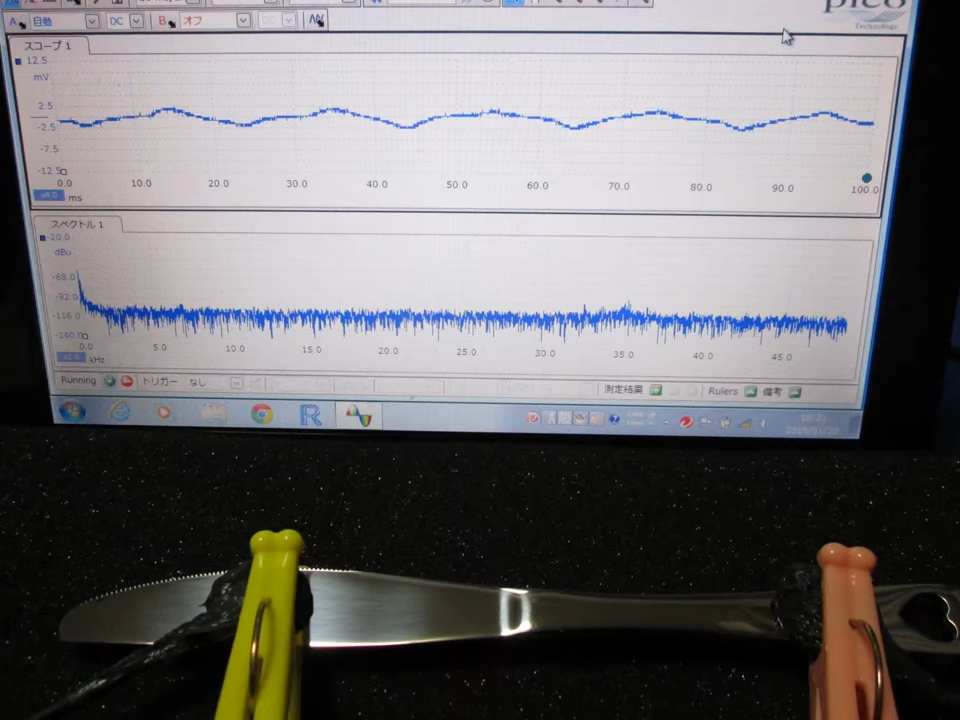 pico
Technology
A 自動 DC B オフ DC
スコープ 1
12.5
mV
2.5
-2.5
-7.5
-12.5
0.0 10.0 20.0 30.0 40.0 50.0 60.0 70.0 80.0 90.0 100.0
ms
スペクトル 1
-20.0
dBu
-68.0
-92.0
-116.0
-240.0
0.0 5.0 10.0 15.0 20.0 25.0 30.0 35.0 40.0 45.0
x1.0 kHz
Running トリガー なし 測定結果 Rulers 備考
R